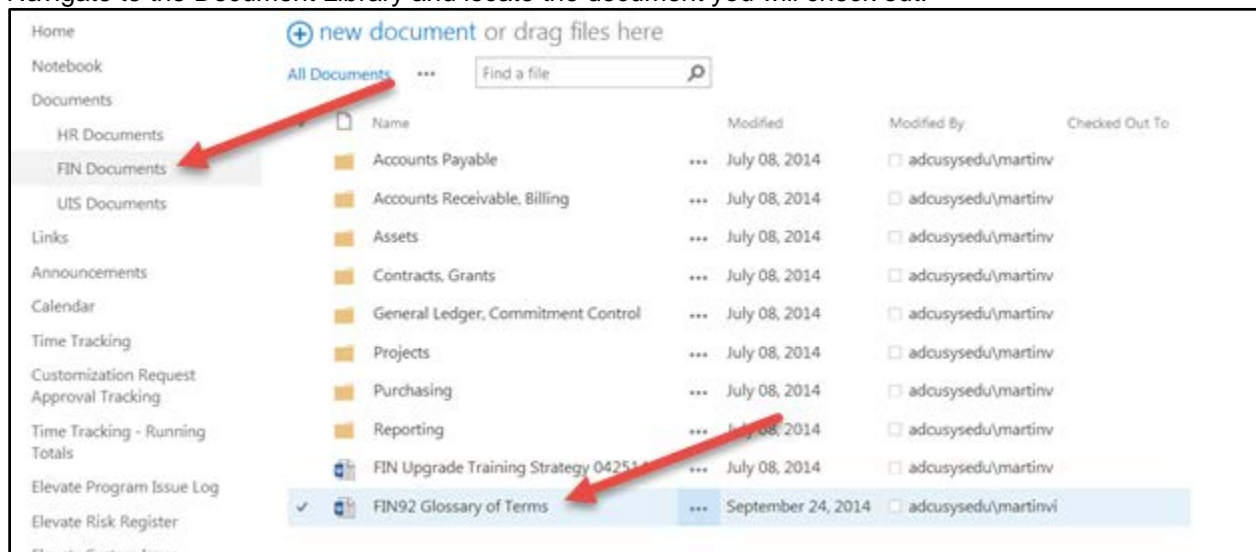 Navigate to the Document Library and locate the document you will check out.
Home
Notebook
Documents
HR Documents
FIN Documents
UIS Documents
Links
Announcements
Calendar
Time Tracking
Customization Request
Approval Tracking
Time Tracking - Running
Totals
Elevate Program Issue Log
Elevate Risk Register
new document or drag files here
All Documents ... Find a file
Name Modified Modified By Checked Out To
Accounts Payable ... July 08, 2014 adcusysedu\martinv
Accounts Receivable, Billing ... July 08, 2014 adcusysedu\martinv
Assets ... July 08, 2014 adcusysedu\martinv
Contracts, Grants ... July 08, 2014 adcusysedu\martinv
General Ledger, Commitment Control ... July 08, 2014 adcusysedu\martinv
Projects ... July 08, 2014 adcusysedu\martinv
Purchasing ... July 08, 2014 adcusysedu\martinv
Reporting ... July 08, 2014 adcusysedu\martinv
FIN Upgrade Training Strategy ... July 08, 2014 adcusysedu\martinv
FIN92 Glossary of Terms ... September 24, 2014 adcusysedu\martinvi